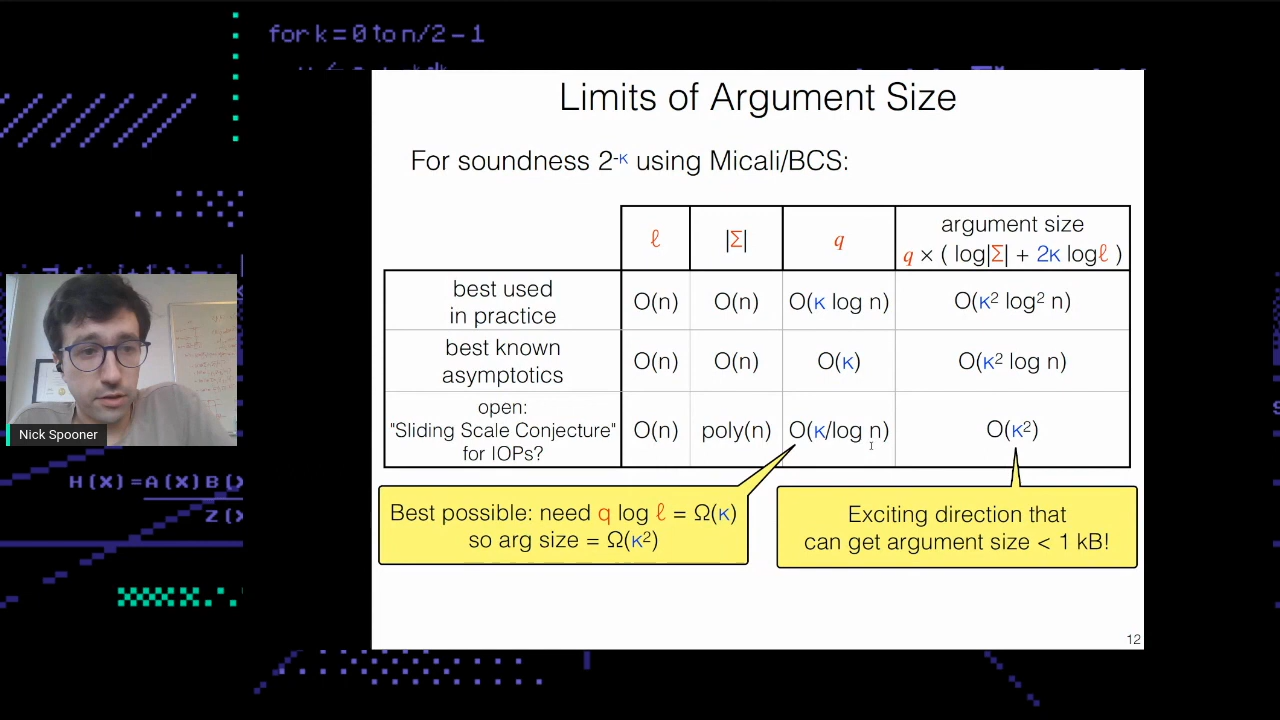 for k = 0 to n/2 - 1
Limits of Argument Size
For soundness 2^-κ using Micali/BCS:
ℓ |Σ| q argument size
q × ( log|Σ| + 2κ logℓ )
best used
in practice
O(n) O(n) O(κ log n) O(κ² log² n)
best known
asymptotics
O(n) O(n) O(κ) O(κ² log n)
open:
"Sliding Scale Conjecture"
for IOPs?
O(n) poly(n) O(κ/log n) O(κ²)
Best possible: need q log ℓ = Ω(κ)
so arg size = Ω(κ²)
Exciting direction that
can get argument size < 1 kB!
12
Nick Spooner
H(X) = A(X)B(X
Z(X